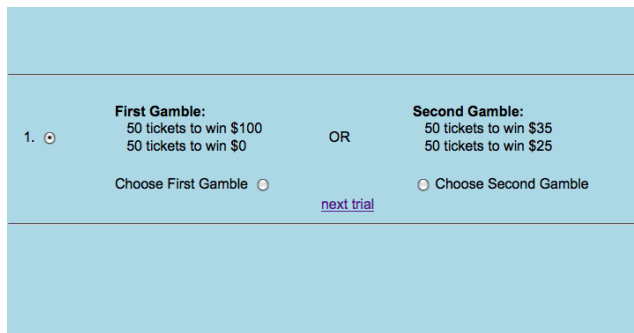 First Gamble:
Second Gamble:
50 tickets to win $100
50 tickets to win $35
1.
OR
50 tickets to win $0
50 tickets to win $25
Choose First Gamble
Choose Second Gamble
next trial